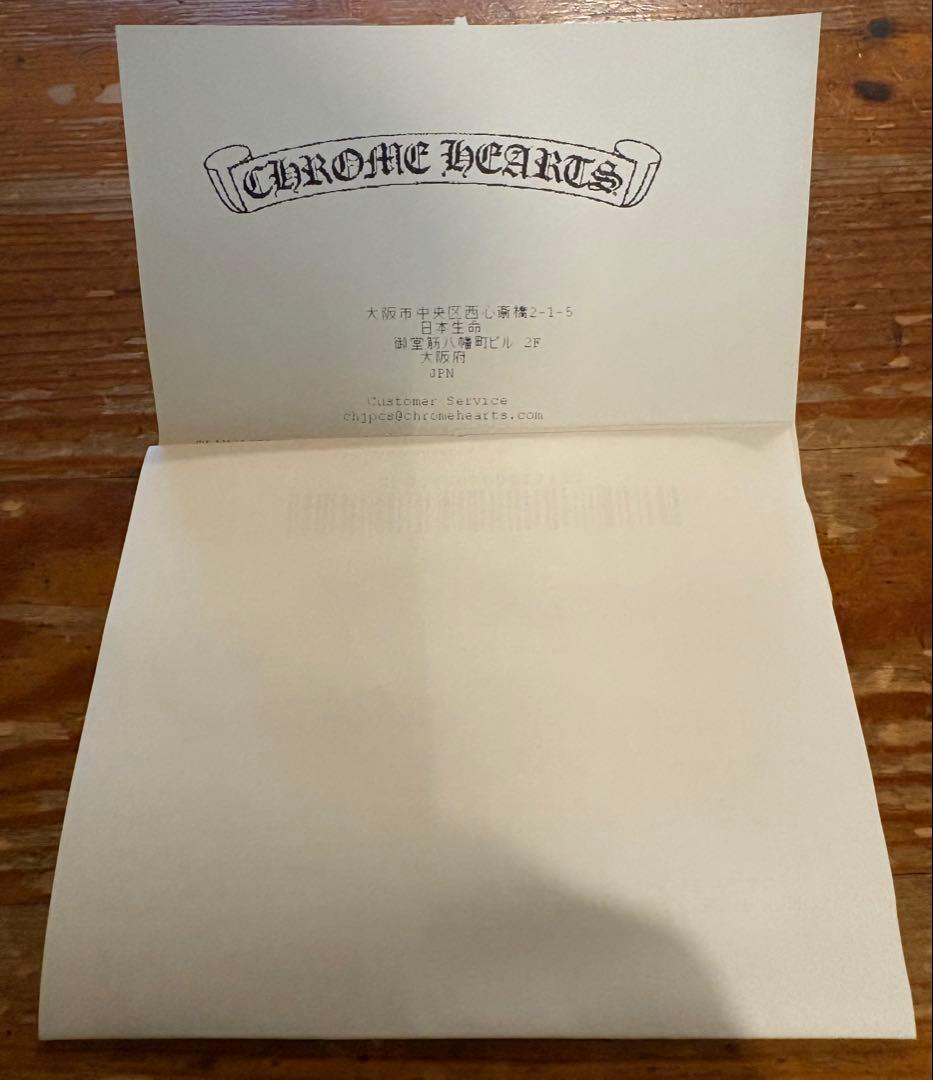 CHROME HEARTS
大阪市中央区西心斎橋2-1-5
日本生命
御堂筋八幡町ビル 2F
大阪府
JPN
Customer Service
chjpcs@chromehearts.com